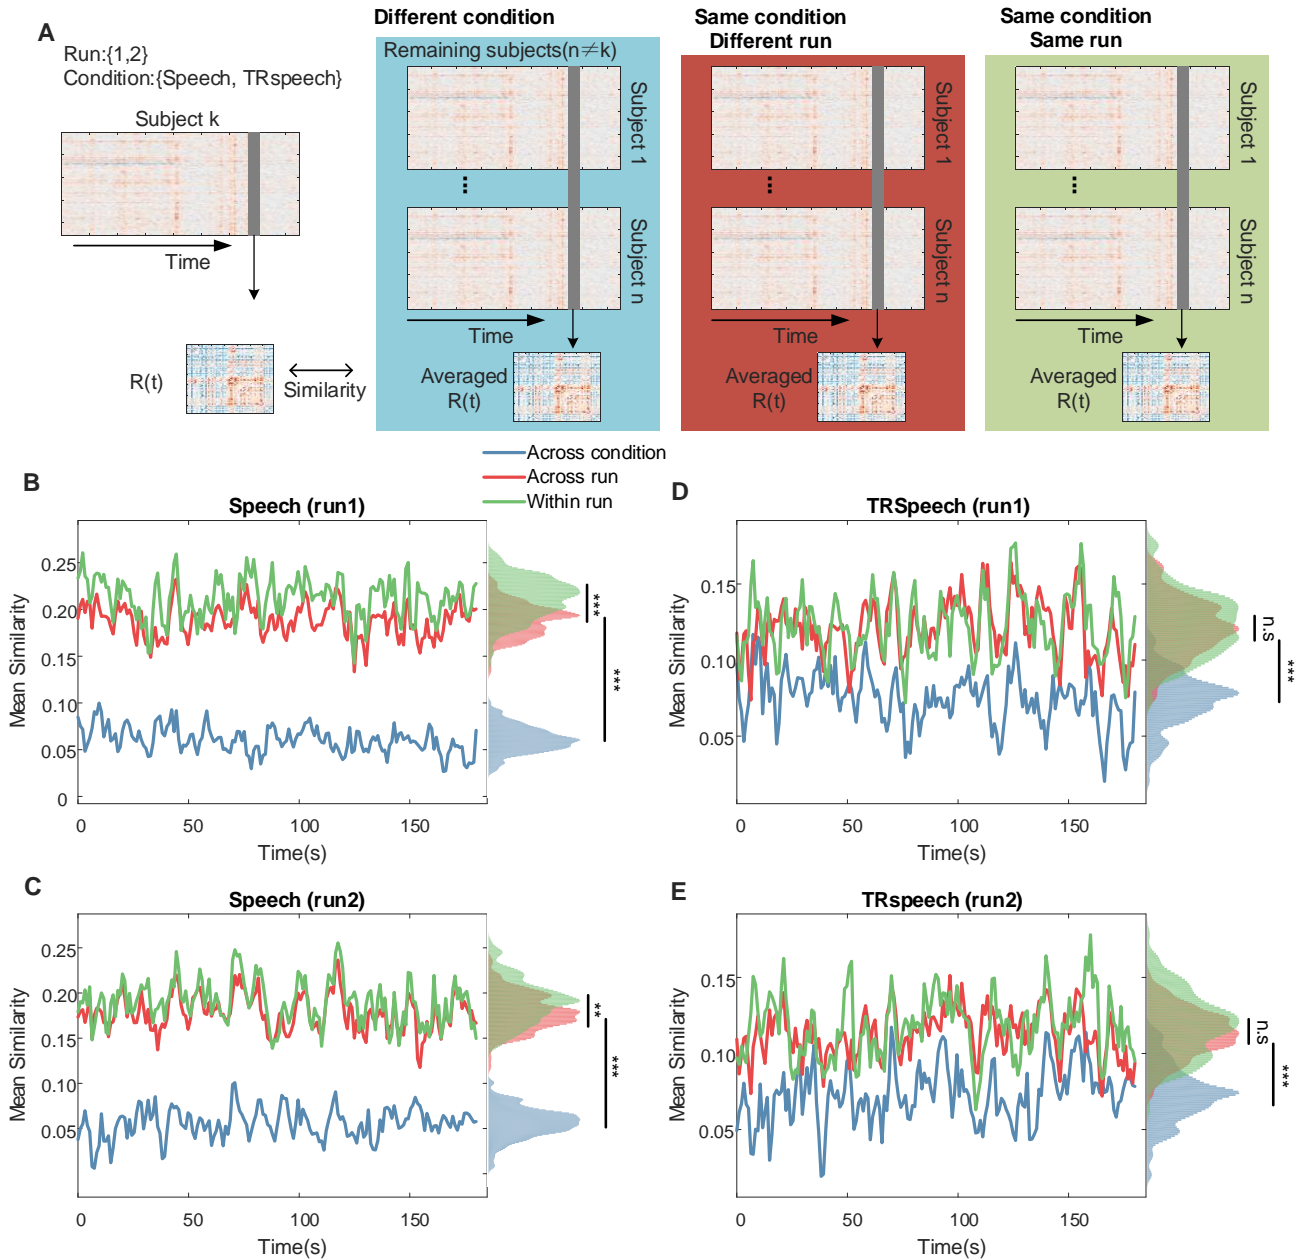 A
Run:{1,2}
Condition:{Speech, TRspeech}
Subject k
Time
R(t)
Similarity
Different condition
Remaining subjects(n≠k)
Subject 1
...
Subject n
Time
Averaged
R(t)
Same condition
Different run
Subject 1
...
Subject n
Time
Averaged
R(t)
Same condition
Same run
Subject 1
...
Subject n
Time
Averaged
R(t)
Across condition
Across run
Within run
B
Speech (run1)
Mean Similarity
0.25
0.20
0.15
0.10
0.05
0
0
50
100
150
Time(s)
***
***
D
TRSpeech (run1)
Mean Similarity
0.15
0.10
0.05
0
50
100
150
Time(s)
n.s
***
C
Speech (run2)
Mean Similarity
0.25
0.20
0.15
0.10
0.05
0
50
100
150
Time(s)
**
***
E
TRspeech (run2)
Mean Similarity
0.15
0.10
0.05
0
50
100
150
Time(s)
n.s
***